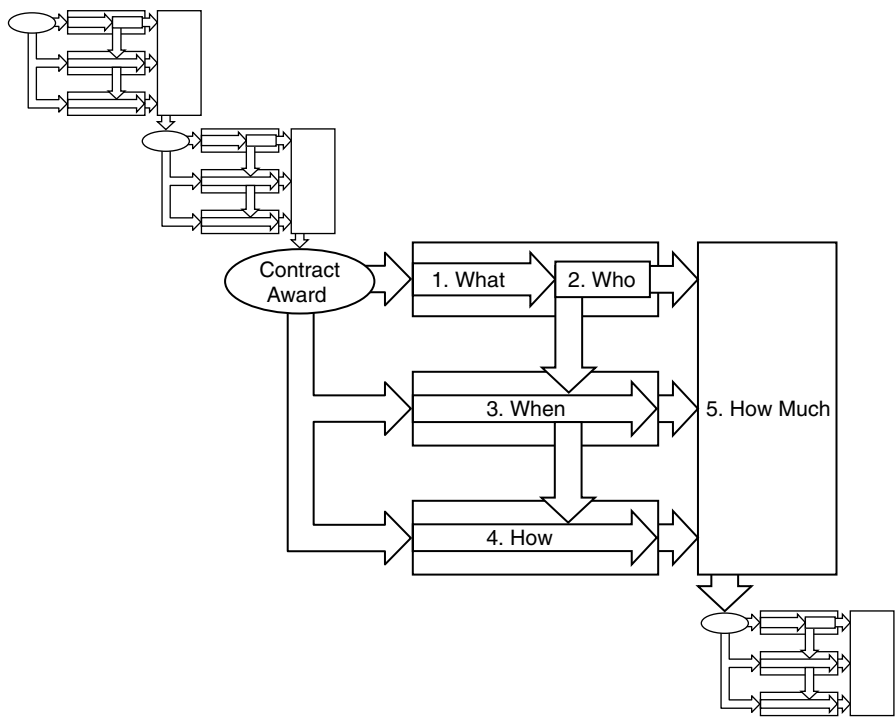 Contract
Award
1. What
2. Who
3. When
5. How Much
4. How